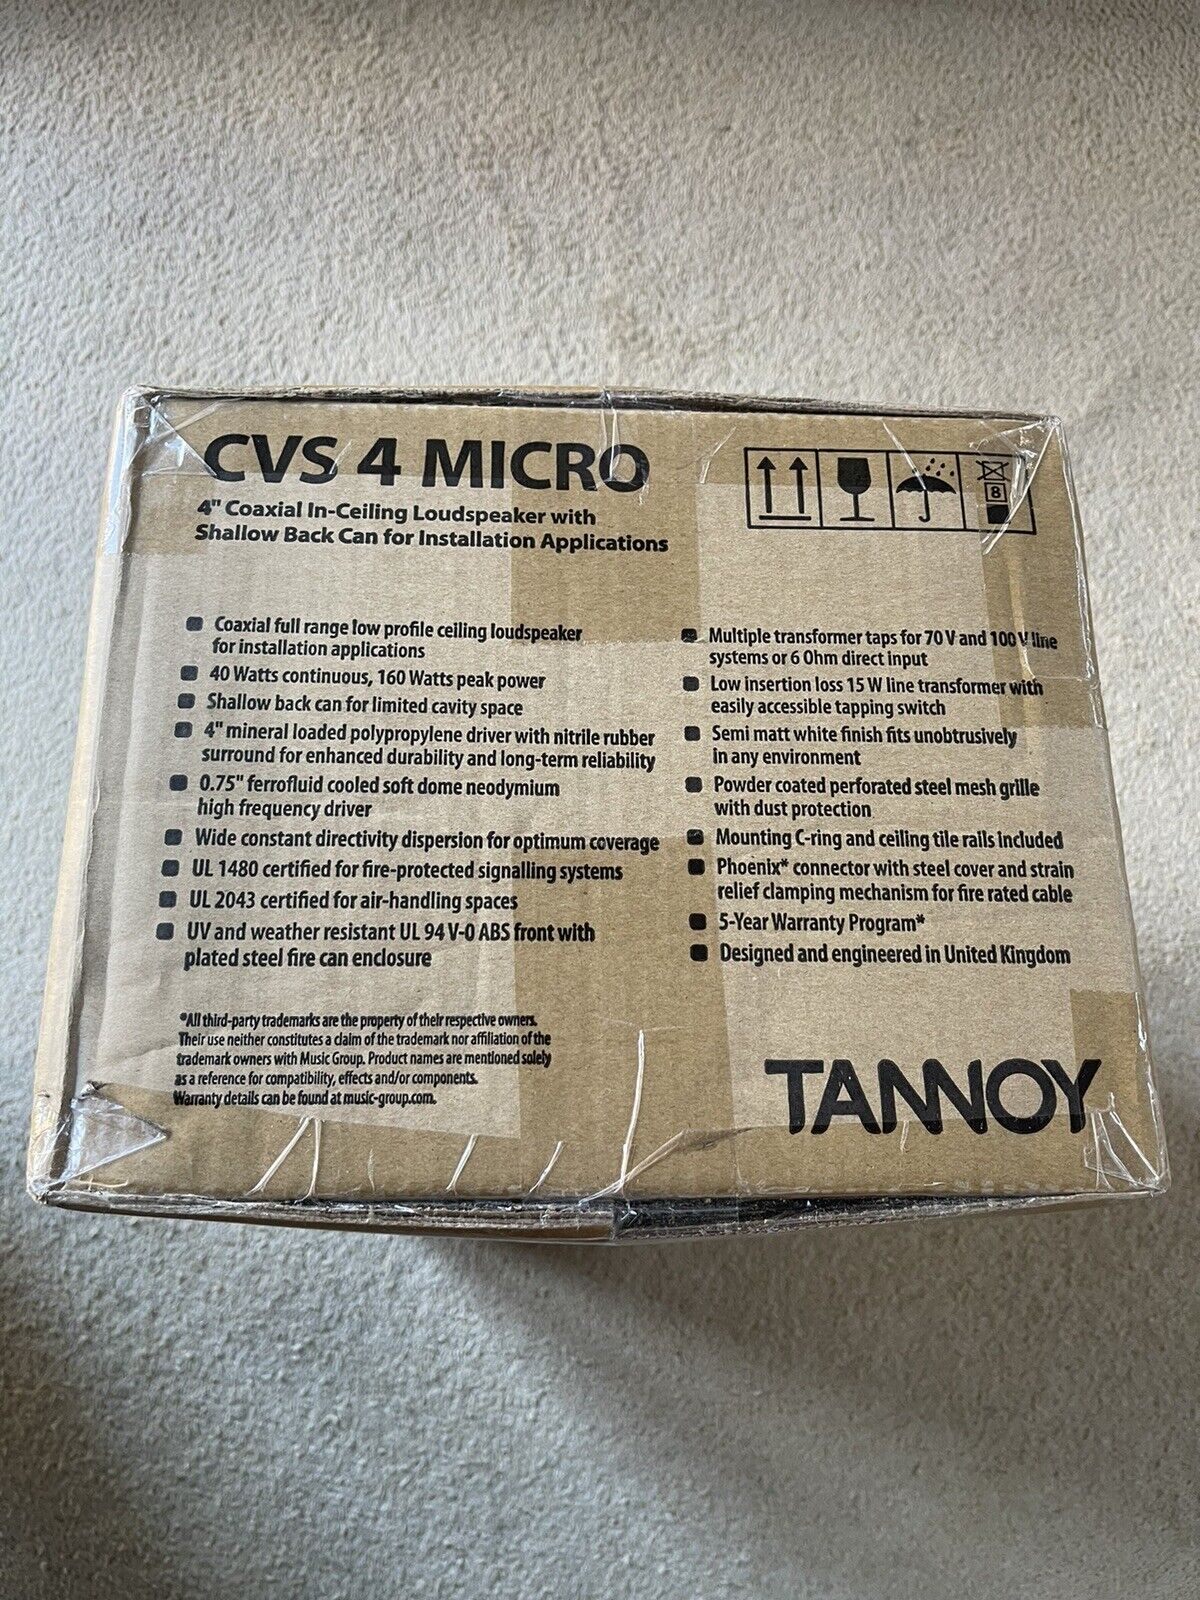 CVS 4 MICRO
4" Coaxial In-Ceiling Loudspeaker with
Shallow Back Can for Installation Applications
8
Coaxial full range low profile ceiling loudspeaker
for installation applications
40 Watts continuous, 160 Watts peak power
Shallow back can for limited cavity space
4" mineral loaded polypropylene driver with nitrile rubber
surround for enhanced durability and long-term reliability
0.75" ferrofluid cooled soft dome neodymium
high frequency driver
Wide constant directivity dispersion for optimum coverage
UL 1480 certified for fire-protected signalling systems
UL 2043 certified for air-handling spaces
UV and weather resistant UL 94 V-0 ABS front with
plated steel fire can enclosure
Multiple transformer taps for 70 V and 100 V line
systems or 6 Ohm direct input
Low insertion loss 15 W line transformer with
easily accessible tapping switch
Semi matt white finish fits unobtrusively
in any environment
Powder coated perforated steel mesh grille
with dust protection
Mounting C-ring and ceiling tile rails included
Phoenix* connector with steel cover and strain
relief clamping mechanism for fire rated cable
5-Year Warranty Program*
Designed and engineered in United Kingdom
*All third-party trademarks are the property of their respective owners.
Their use neither constitutes a claim of the trademark nor affiliation of the
trademark owners with Music Group. Product names are mentioned solely
as a reference for compatibility, effects and/or components.
Warranty details can be found at music-group.com.
TANNOY